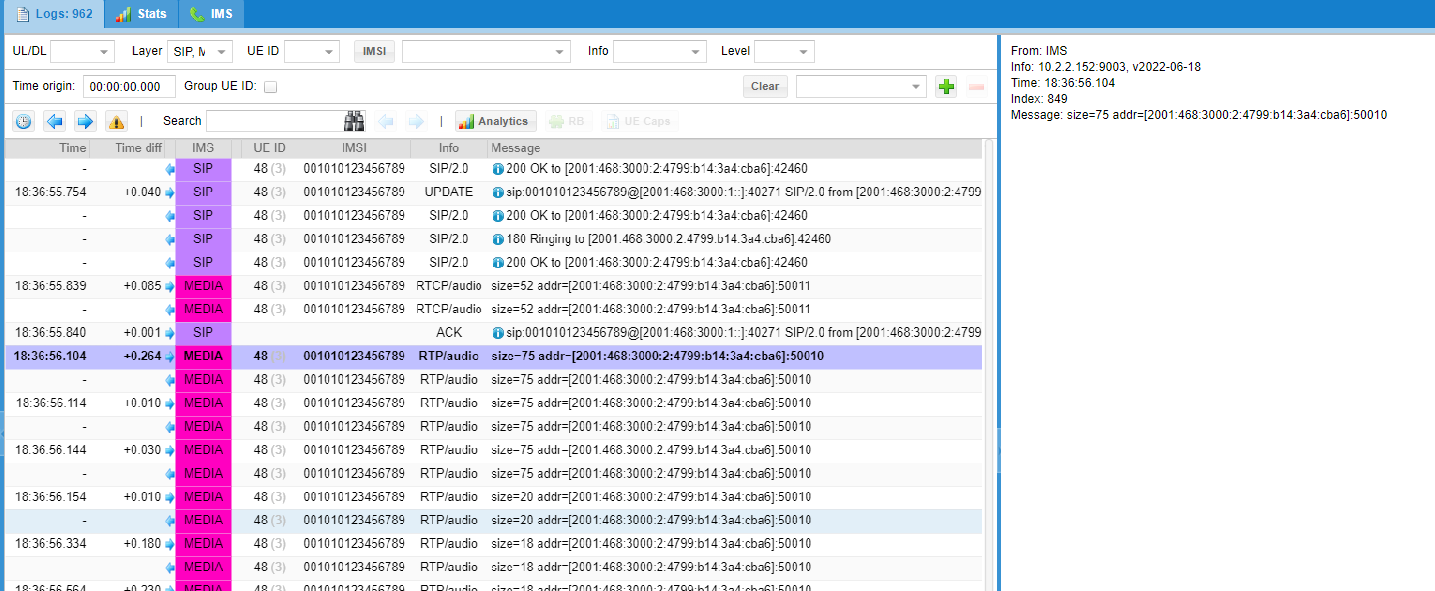 Logs: 962 Stats IMS
UL/DL Layer SIP, M UE ID IMSI Info Level
Time origin: 00:00:00.000 Group UE ID: Clear
Search Analytics RB UE Caps
Time Time diff IMS UE ID IMSI Info Message
- SIP 48 (3) 001010123456789 SIP/2.0 200 OK to [2001:468:3000:2:4799:b14:3a4:cba6]:42460
18:36:55.754 +0.040 SIP 48 (3) 001010123456789 UPDATE sip:001010123456789@[2001:468:3000:1::]:40271 SIP/2.0 from [2001:468:3000:2:4799
- SIP 48 (3) 001010123456789 SIP/2.0 200 OK to [2001:468:3000:2:4799:b14:3a4:cba6]:42460
- SIP 48 (3) 001010123456789 SIP/2.0 180 Ringing to [2001:468:3000:2:4799:b14:3a4:cba6]:42460
- SIP 48 (3) 001010123456789 SIP/2.0 200 OK to [2001:468:3000:2:4799:b14:3a4:cba6]:42460
18:36:55.839 +0.085 MEDIA 48 (3) 001010123456789 RTCP/audio size=52 addr=[2001:468:3000:2:4799:b14:3a4:cba6]:50011
- MEDIA 48 (3) 001010123456789 RTCP/audio size=52 addr=[2001:468:3000:2:4799:b14:3a4:cba6]:50011
18:36:55.840 +0.001 SIP ACK sip:001010123456789@[2001:468:3000:1::]:40271 SIP/2.0 from [2001:468:3000:2:4799
18:36:56.104 +0.264 MEDIA 48 (3) 001010123456789 RTP/audio size=75 addr=[2001:468:3000:2:4799:b14:3a4:cba6]:50010
- MEDIA 48 (3) 001010123456789 RTP/audio size=75 addr=[2001:468:3000:2:4799:b14:3a4:cba6]:50010
18:36:56.114 +0.010 MEDIA 48 (3) 001010123456789 RTP/audio size=75 addr=[2001:468:3000:2:4799:b14:3a4:cba6]:50010
- MEDIA 48 (3) 001010123456789 RTP/audio size=75 addr=[2001:468:3000:2:4799:b14:3a4:cba6]:50010
18:36:56.144 +0.030 MEDIA 48 (3) 001010123456789 RTP/audio size=75 addr=[2001:468:3000:2:4799:b14:3a4:cba6]:50010
- MEDIA 48 (3) 001010123456789 RTP/audio size=75 addr=[2001:468:3000:2:4799:b14:3a4:cba6]:50010
18:36:56.154 +0.010 MEDIA 48 (3) 001010123456789 RTP/audio size=20 addr=[2001:468:3000:2:4799:b14:3a4:cba6]:50010
- MEDIA 48 (3) 001010123456789 RTP/audio size=20 addr=[2001:468:3000:2:4799:b14:3a4:cba6]:50010
18:36:56.334 +0.180 MEDIA 48 (3) 001010123456789 RTP/audio size=18 addr=[2001:468:3000:2:4799:b14:3a4:cba6]:50010
- MEDIA 48 (3) 001010123456789 RTP/audio size=18 addr=[2001:468:3000:2:4799:b14:3a4:cba6]:50010
18:36:56.564 +0.230 MEDIA 48 (3) 001010123456789 RTP/audio size=18 addr=[2001:468:3000:2:4799:b14:3a4:cba6]:50010
From: IMS
Info: 10.2.2.152:9003, v2022-06-18
Time: 18:36:56.104
Index: 849
Message: size=75 addr=[2001:468:3000:2:4799:b14:3a4:cba6]:50010